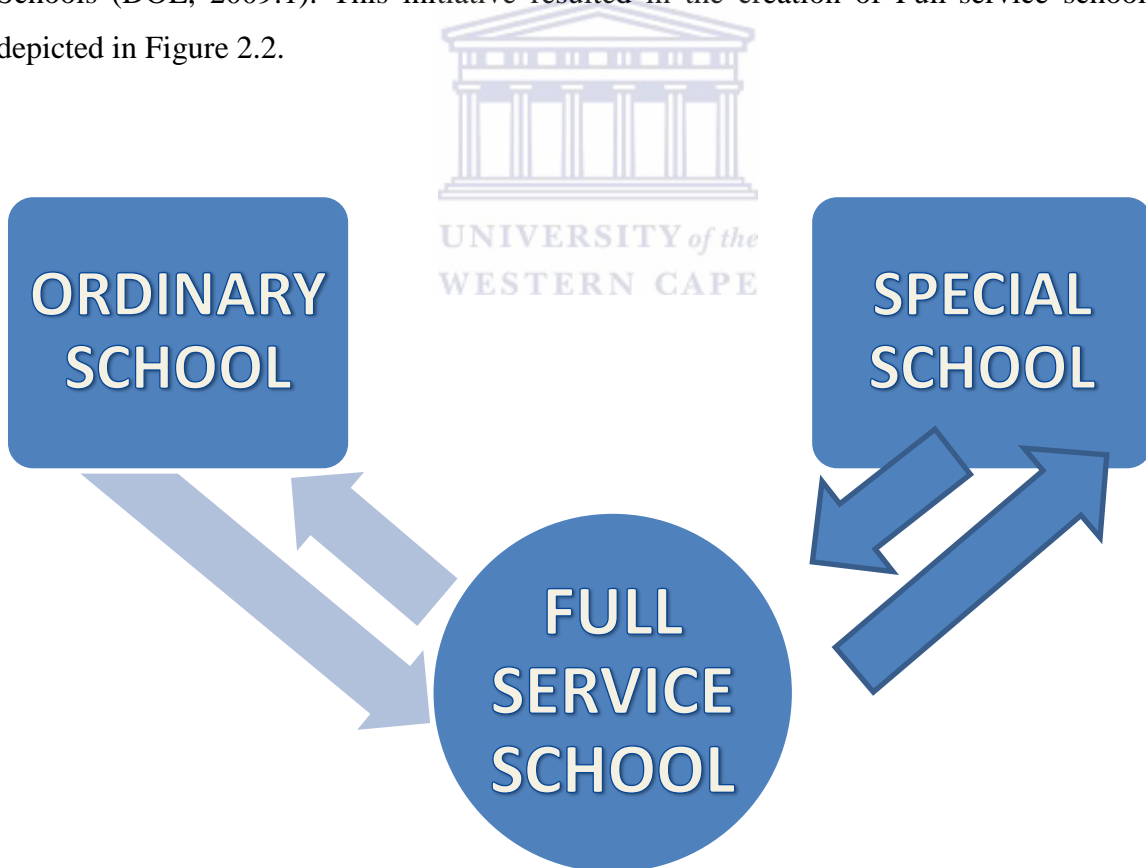 Schools (DOE, 2009:1). This initiative resulted in the creation of Full-service school
depicted in Figure 2.2.
UNIVERSITY of the
WESTERN CAPE
ORDINARY
SCHOOL
SPECIAL
SCHOOL
FULL
SERVICE
SCHOOL